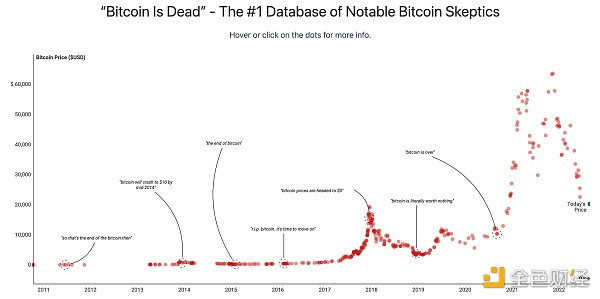 “Bitcoin Is Dead” - The #1 Database of Notable Bitcoin Skeptics
Hover or click on the dots for more info.
Bitcoin Price ($USD)
$ 60,000
50,000
40,000
30,000
20,000
10,000
0
"so that's the end of the bitcoin then"
"bitcoin will crash to $10 by
mid-2014"
"the end of bitcoin"
"r.i.p. bitcoin. it's time to move on"
"bitcoin prices are headed to $0"
"bitcoin is literally worth nothing"
"bitcoin is over"
Today's
Price
2011
2012
2013
2014
2015
2016
2017
2018
2019
2020
2021
2022
金色财经